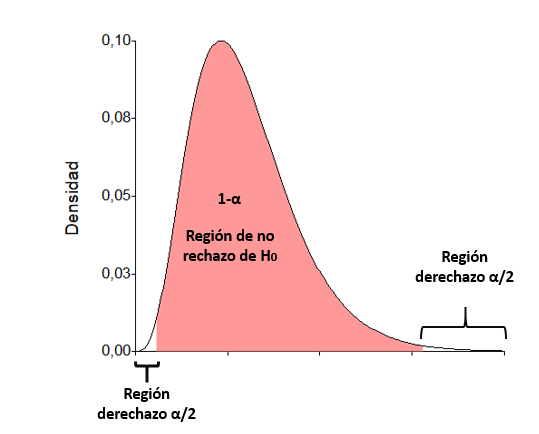 0,10
0,08
0,05
0,03
0,00
Densidad
1-α
Región de no
rechazo de H0
Región
derechazo α/2
Región
derechazo α/2